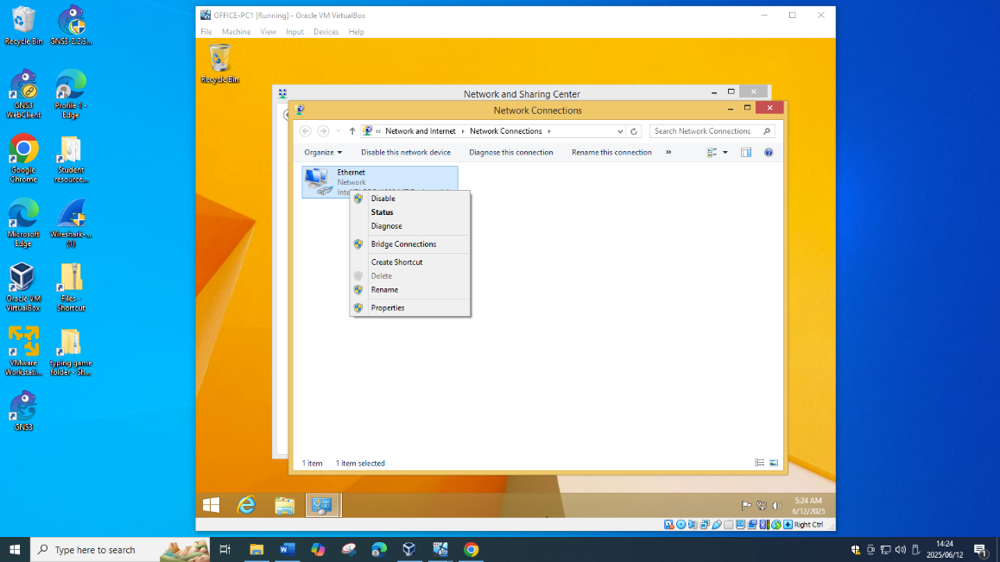 Recycle Bin
GNS3-2.2.3...
GNS3
WebClient
Profile 1 -
Edge
Google
Chrome
Student
resource...
Microsoft
Edge
Wireshark-...
(1)
Oracle VM
VirtualBox
Files -
Shortcut
VMware
Workstati...
typing game
folder - Sh...
GNS3
OFFICE-PC1 [Running] - Oracle VM VirtualBox
File Machine View Input Devices Help
Recycle Bin
Network and Sharing Center
Network Connections
« Network and Internet Network Connections
Search Network Connections
Organize Disable this network device Diagnose this connection Rename this connection »
Ethernet
Network
Disable
Status
Diagnose
Bridge Connections
Create Shortcut
Delete
Rename
Properties
1 item 1 item selected
5:24 AM
6/12/2025
Right Ctrl
Type here to search
14:24
2025/06/12
1